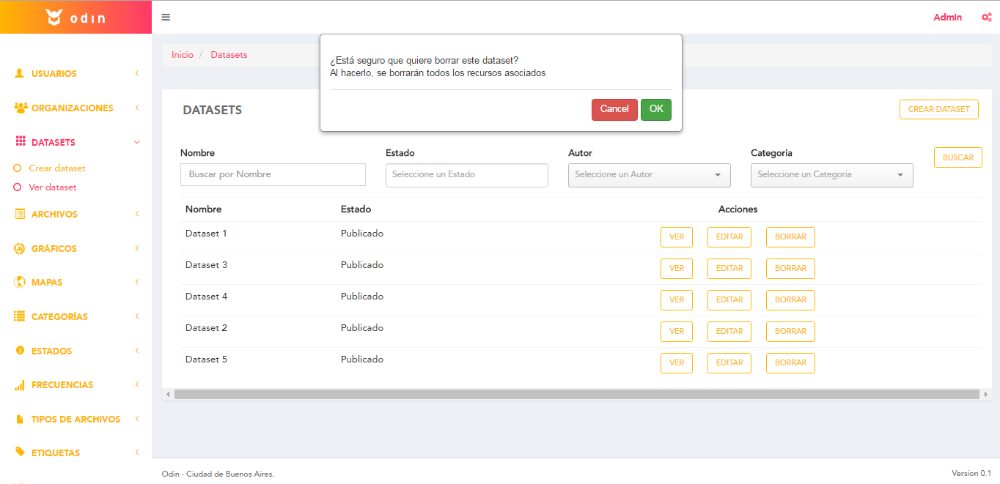 odin
Admin
Inicio / Datasets
¿Está seguro que quiere borrar este dataset?
Al hacerlo, se borrarán todos los recursos asociados
Cancel OK
USUARIOS
ORGANIZACIONES
DATASETS
Crear dataset
Ver dataset
ARCHIVOS
GRÁFICOS
MAPAS
CATEGORÍAS
ESTADOS
FRECUENCIAS
TIPOS DE ARCHIVOS
ETIQUETAS
DATASETS CREAR DATASET
Nombre Estado Autor Categoria
Buscar por Nombre Seleccione un Estado Seleccione un Autor Seleccione un Categoria BUSCAR
Nombre Estado Acciones
Dataset 1 Publicado VER EDITAR BORRAR
Dataset 3 Publicado VER EDITAR BORRAR
Dataset 4 Publicado VER EDITAR BORRAR
Dataset 2 Publicado VER EDITAR BORRAR
Dataset 5 Publicado VER EDITAR BORRAR
Odin - Ciudad de Buenos Aires. Version 0.1